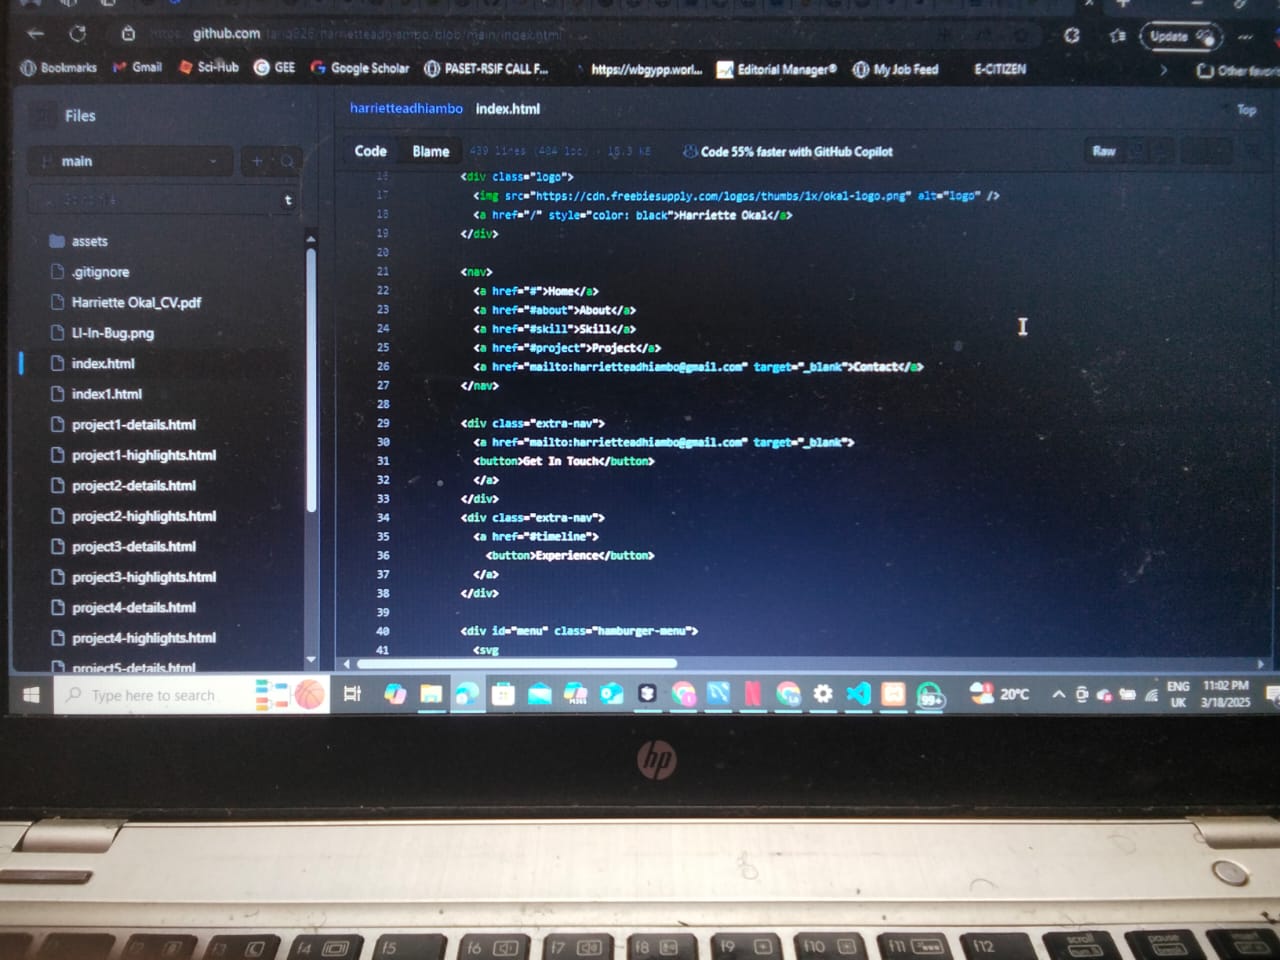 github.com
Update
Bookmarks Gmail Sci-Hub GEE Google Scholar PASET-RSIF CALL F... https://wbgypp.worl... Editorial Manager® My Job Feed E-CITIZEN Other favori
Files
harrietteadhiambo index.html
Top
main
Code Blame 439 lines (404 loc) · 18.3 KB Code 55% faster with GitHub Copilot
Raw
t
assets
.gitignore
Harriette Okal_CV.pdf
LI-In-Bug.png
index.html
index1.html
project1-details.html
project1-highlights.html
project2-details.html
project2-highlights.html
project3-details.html
project3-highlights.html
project4-details.html
project4-highlights.html
project5-details.html
16 <div class="logo">
17 <img src="https://cdn.freebiesupply.com/logos/thumbs/1x/okal-logo.png" alt="logo" />
18 <a href="/" style="color: black">Harriette Okal</a>
19 </div>
20
21 <nav>
22 <a href="#">Home</a>
23 <a href="#about">About</a>
24 <a href="#skill">Skill</a>
25 <a href="#project">Project</a>
26 <a href="mailto:harrietteadhiambo@gmail.com" target="_blank">Contact</a>
27 </nav>
28
29 <div class="extra-nav">
30 <a href="mailto:harrietteadhiambo@gmail.com" target="_blank">
31 <button>Get In Touch</button>
32 </a>
33 </div>
34 <div class="extra-nav">
35 <a href="#timeline">
36 <button>Experience</button>
37 </a>
38 </div>
39
40 <div id="menu" class="hamburger-menu">
41 <svg
Type here to search
99+
20°C
ENG
UK
11:02 PM
3/18/2025
hp
f4 f5 f6 f7 f8 f9 f10 f11 f12 scroll pause